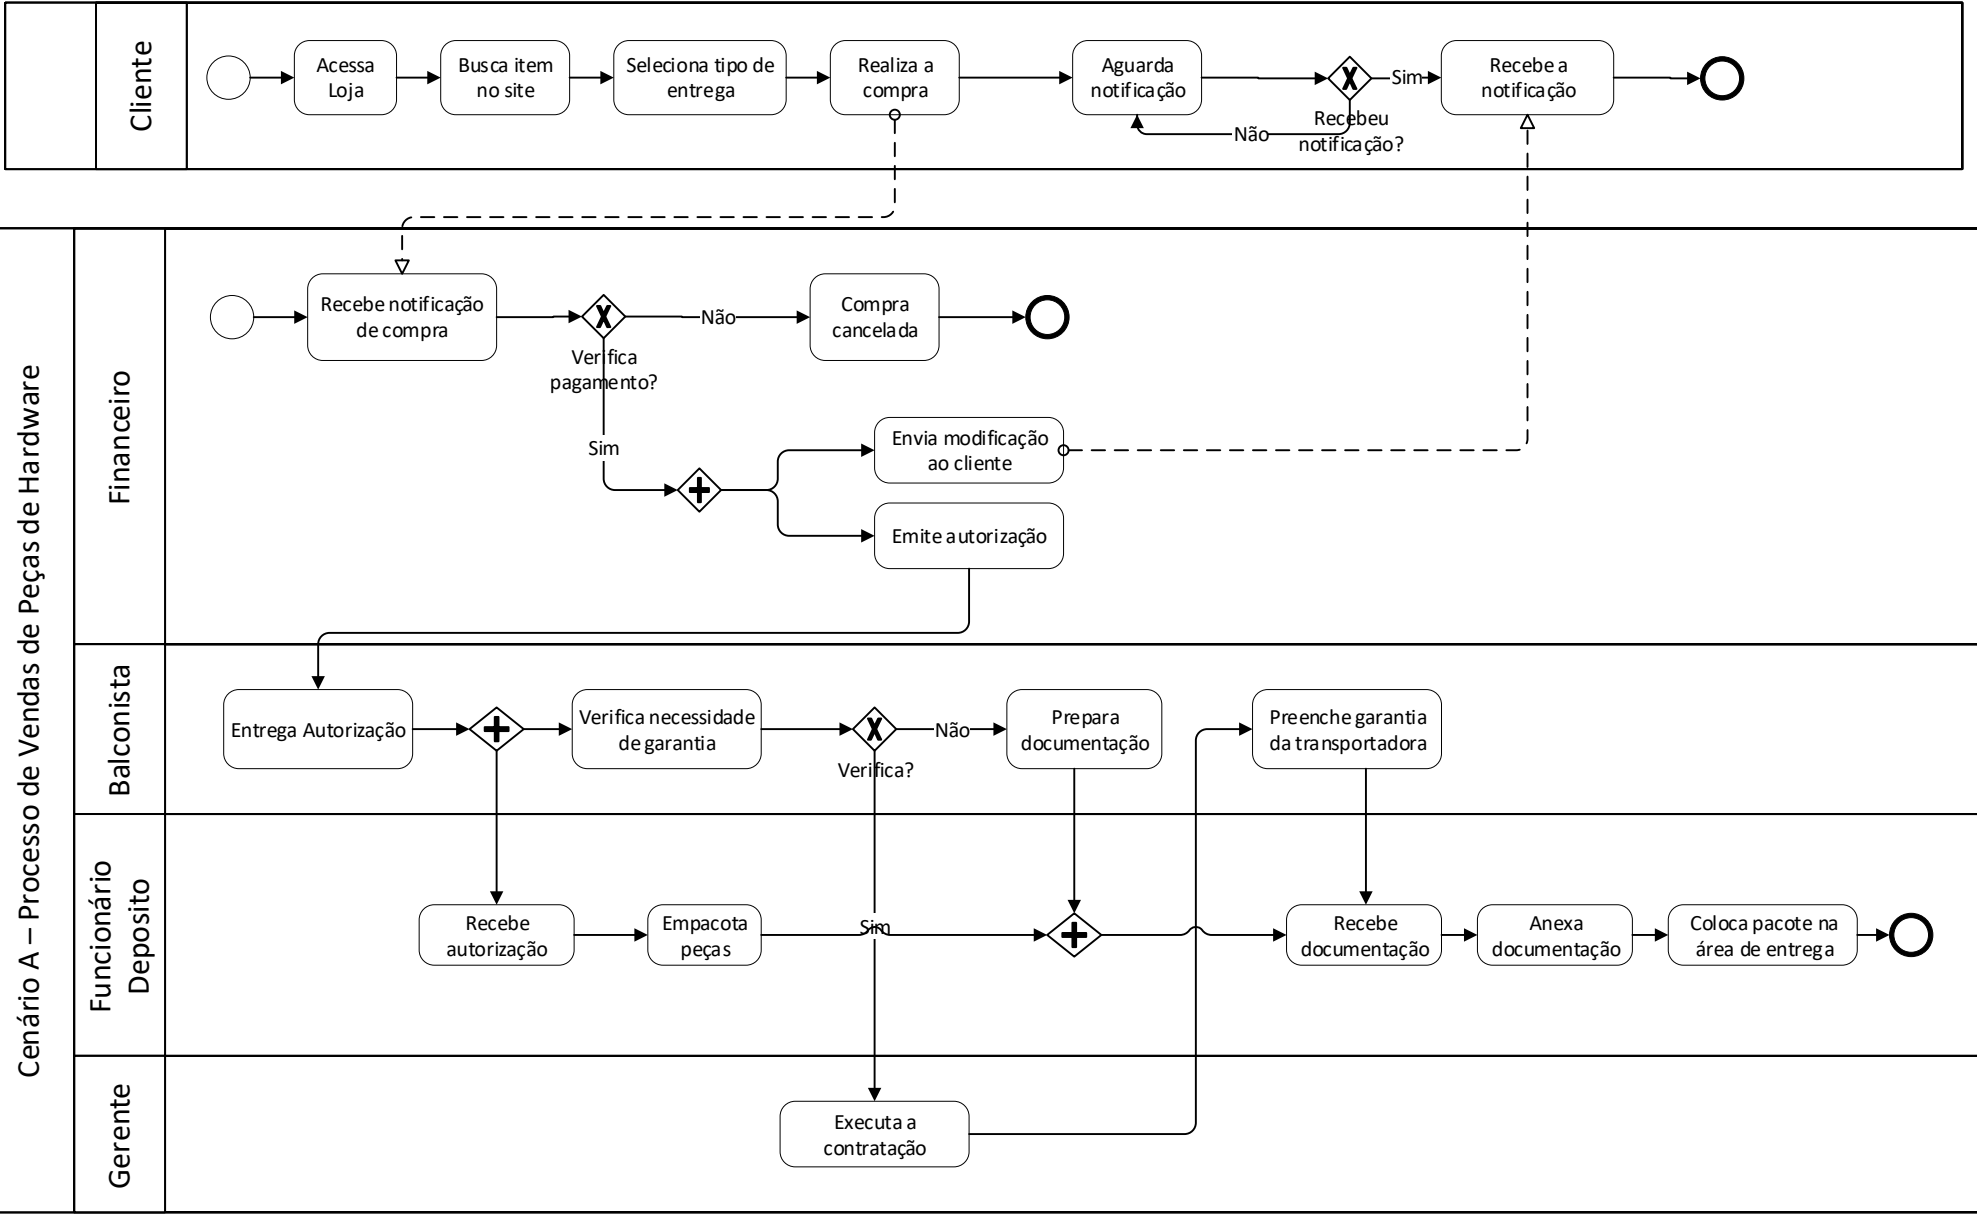 Cliente
Acessa
Loja
Busca item
no site
Seleciona tipo de
entrega
Realiza a
compra
Aguarda
notificação
X
Recebeu
notificação?
Sim
Não
Recebe a
notificação
Cenário A – Processo de Vendas de Peças de Hardware
Financeiro
Recebe notificação
de compra
X
Verifica
pagamento?
Não
Compra
cancelada
Sim
Envia modificação
ao cliente
Emite autorização
Balconista
Entrega Autorização
Verifica necessidade
de garantia
X
Verifica?
Não
Prepara
documentação
Preenche garantia
da transportadora
Funcionário
Deposito
Recebe
autorização
Empacota
peças
Sim
Recebe
documentação
Anexa
documentação
Coloca pacote na
área de entrega
Gerente
Executa a
contratação